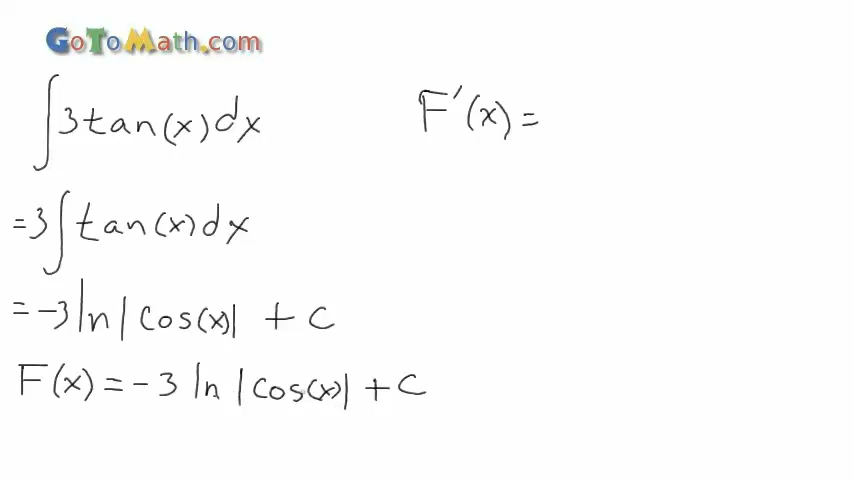 GoToMath.com
∫3tan(x)dx
=3∫tan(x)dx
=-3ln|cos(x)| + c
F(x)=-3 ln|cos(x)|+c
F'(x)=